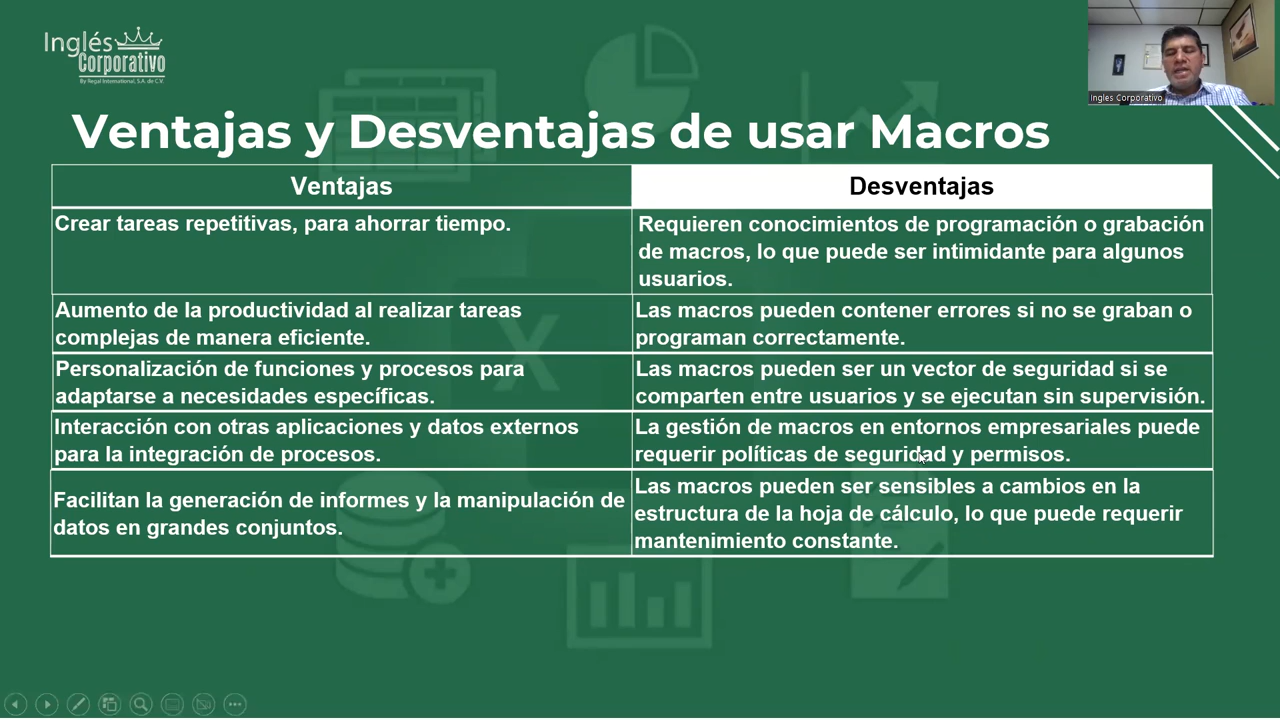 Inglés
Corporativo
By Regal International, S.A. de C.V.
Ingles Corporativo
Ventajas y Desventajas de usar Macros
Ventajas
Desventajas
Crear tareas repetitivas, para ahorrar tiempo.
Requieren conocimientos de programación o grabación
de macros, lo que puede ser intimidante para algunos
usuarios.
Aumento de la productividad al realizar tareas
complejas de manera eficiente.
Las macros pueden contener errores si no se graban o
programan correctamente.
Personalización de funciones y procesos para
adaptarse a necesidades específicas.
Las macros pueden ser un vector de seguridad si se
comparten entre usuarios y se ejecutan sin supervisión.
Interacción con otras aplicaciones y datos externos
para la integración de procesos.
La gestión de macros en entornos empresariales puede
requerir políticas de seguridad y permisos.
Facilitan la generación de informes y la manipulación de
datos en grandes conjuntos.
Las macros pueden ser sensibles a cambios en la
estructura de la hoja de cálculo, lo que puede requerir
mantenimiento constante.
X